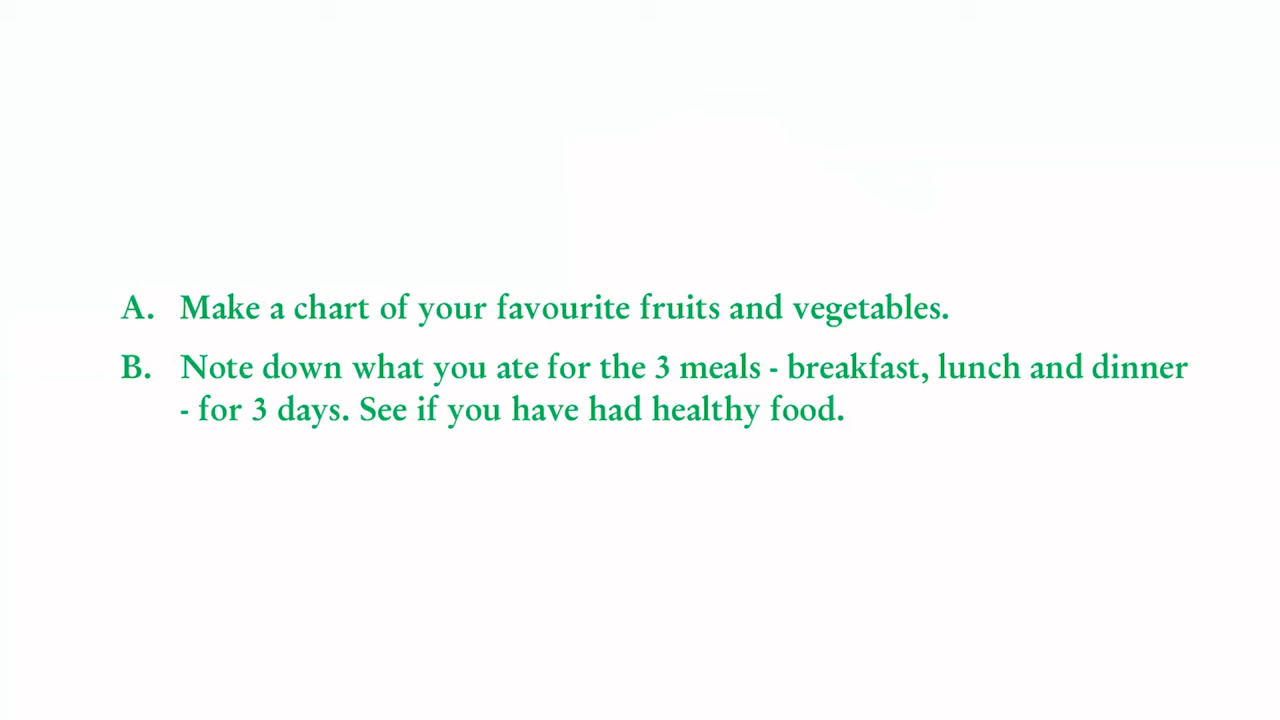 A. Make a chart of your favourite fruits and vegetables.
B. Note down what you ate for the 3 meals - breakfast, lunch and dinner
- for 3 days. See if you have had healthy food.